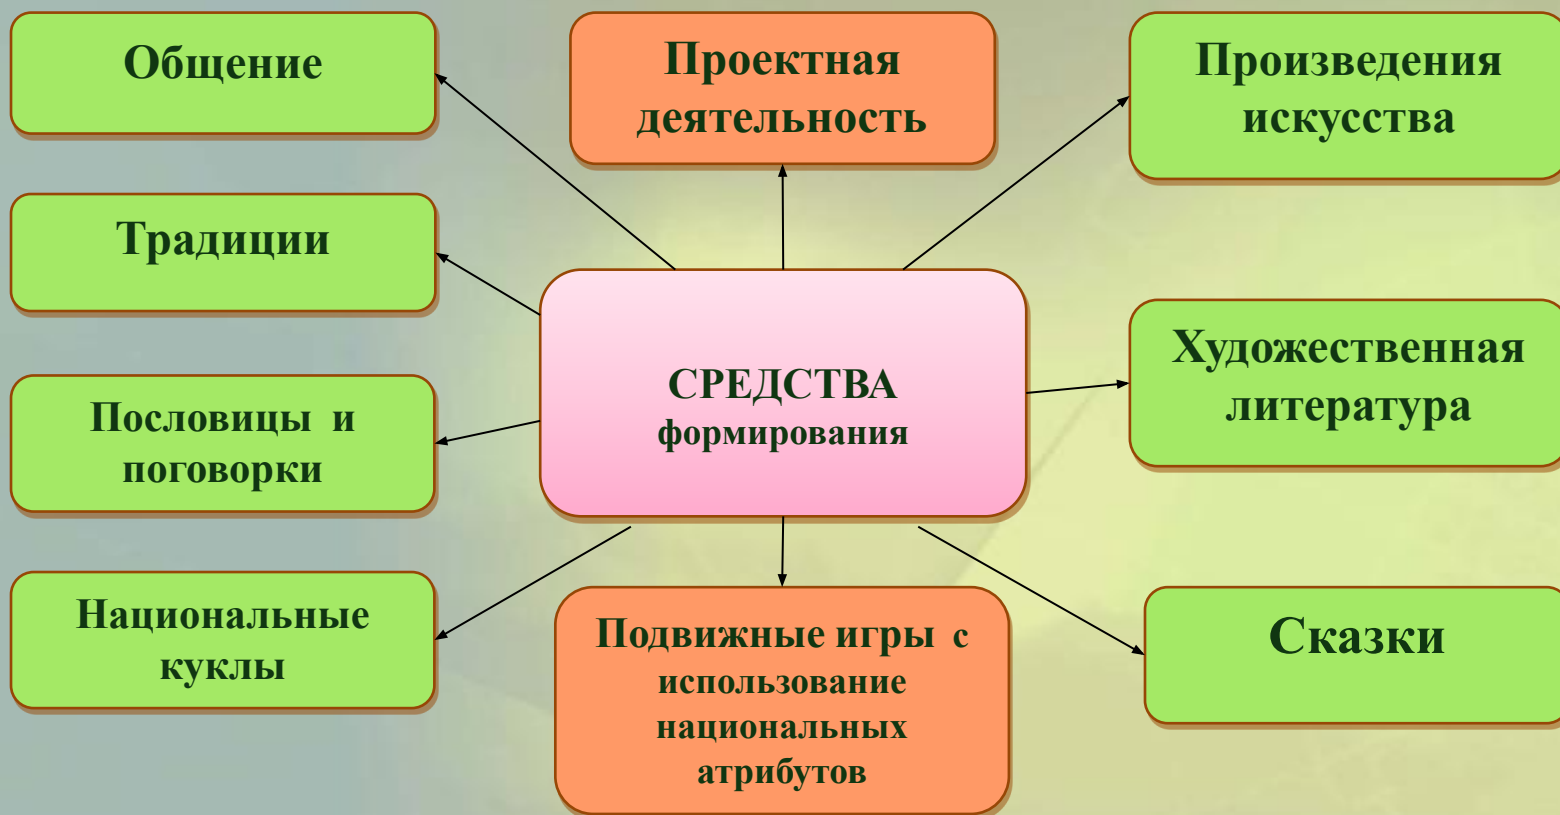 Общение
Проектная
деятельность
Произведения
искусства
Традиции
СРЕДСТВА
формирования
Художественная
литература
Пословицы и
поговорки
Национальные
куклы
Подвижные игры с
использование
национальных
атрибутов
Сказки